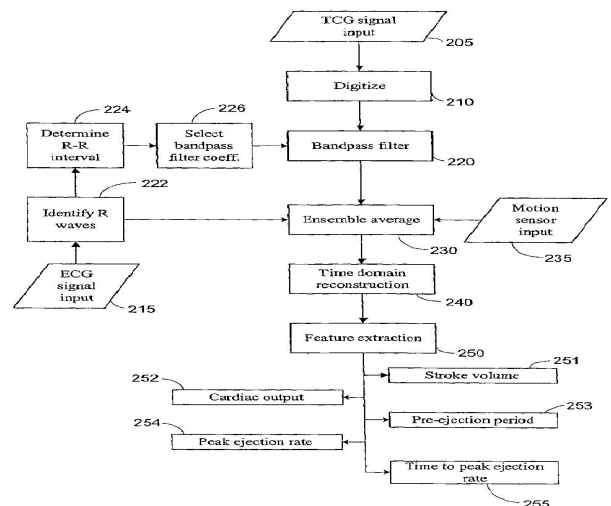 TCG signal
input
205
Digitize
210
224
226
Determine
R-R
interval
Select
bandpass
filter coeff.
Bandpass filter
220
222
Identify R
waves
Ensemble average
230
Motion
sensor
input
235
ECG
signal
input
215
Time domain
reconstruction
240
Feature extraction
250
251
Stroke volume
252
Cardiac output
253
Pre-ejection period
254
Peak ejection rate
Time to peak ejection
rate
255